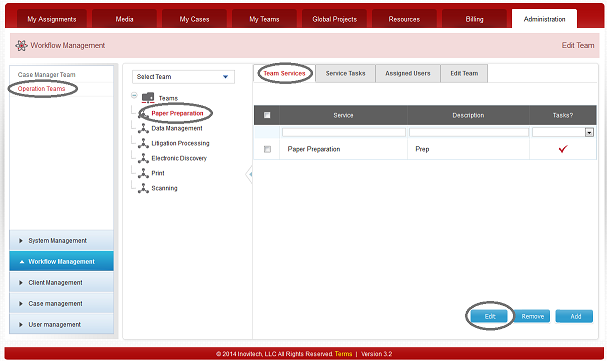 My Assignments Media My Cases My Teams Global Projects Resources Billing Administration
Workflow Management Edit Team
Case Manager Team
Operation Teams
System Management
Workflow Management
Client Management
Case management
User management
Select Team
Teams
Paper Preparation
Data Management
Litigation Processing
Electronic Discovery
Print
Scanning
Team Services Service Tasks Assigned Users Edit Team
Service Description Tasks?
Paper Preparation Prep
Edit Remove Add
© 2014 Inovitech, LLC All Rights Reserved. Terms | Version 3.2